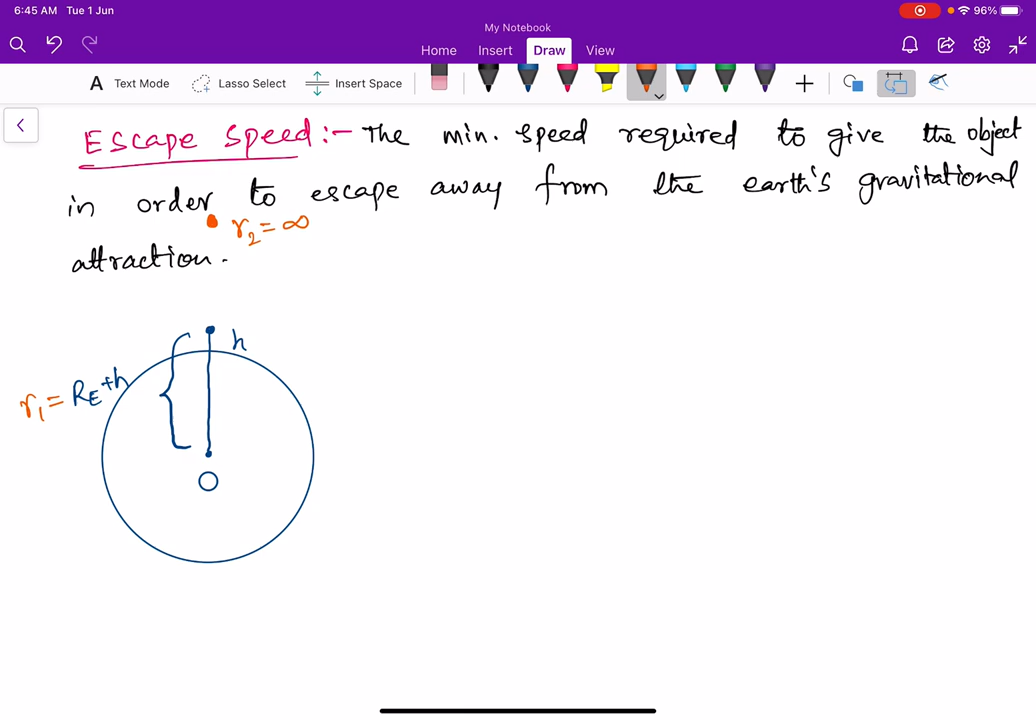 6:45 AM Tue 1 Jun
96%
My Notebook
Home Insert Draw View
A Text Mode Lasso Select Insert Space
Escape Speed:- The min. speed required to give the object
in order to escape away from the earth's gravitational
r₂ = ∞
attraction.
h
r₁ = RE+h
O